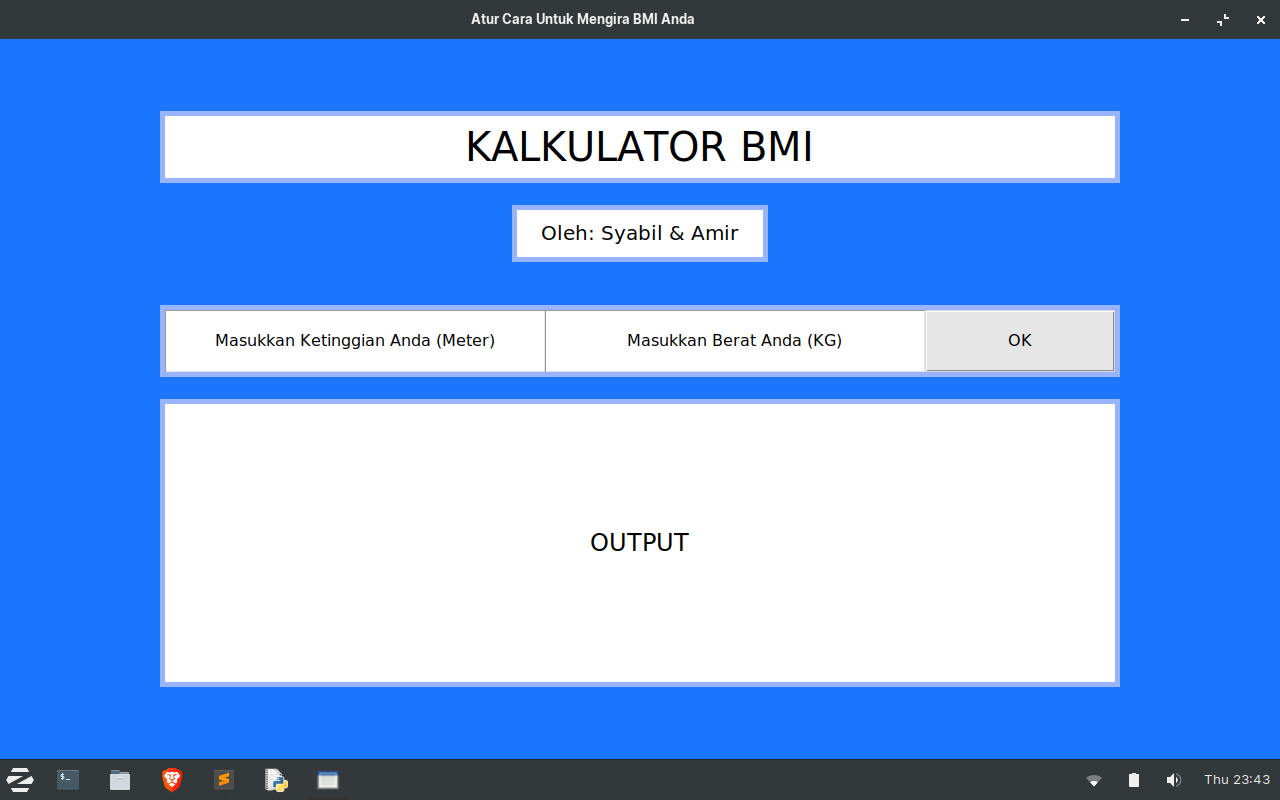 Atur Cara Untuk Mengira BMI Anda
KALKULATOR BMI
Oleh: Syabil & Amir
Masukkan Ketinggian Anda (Meter)
Masukkan Berat Anda (KG)
OK
OUTPUT
$_
Thu 23:43